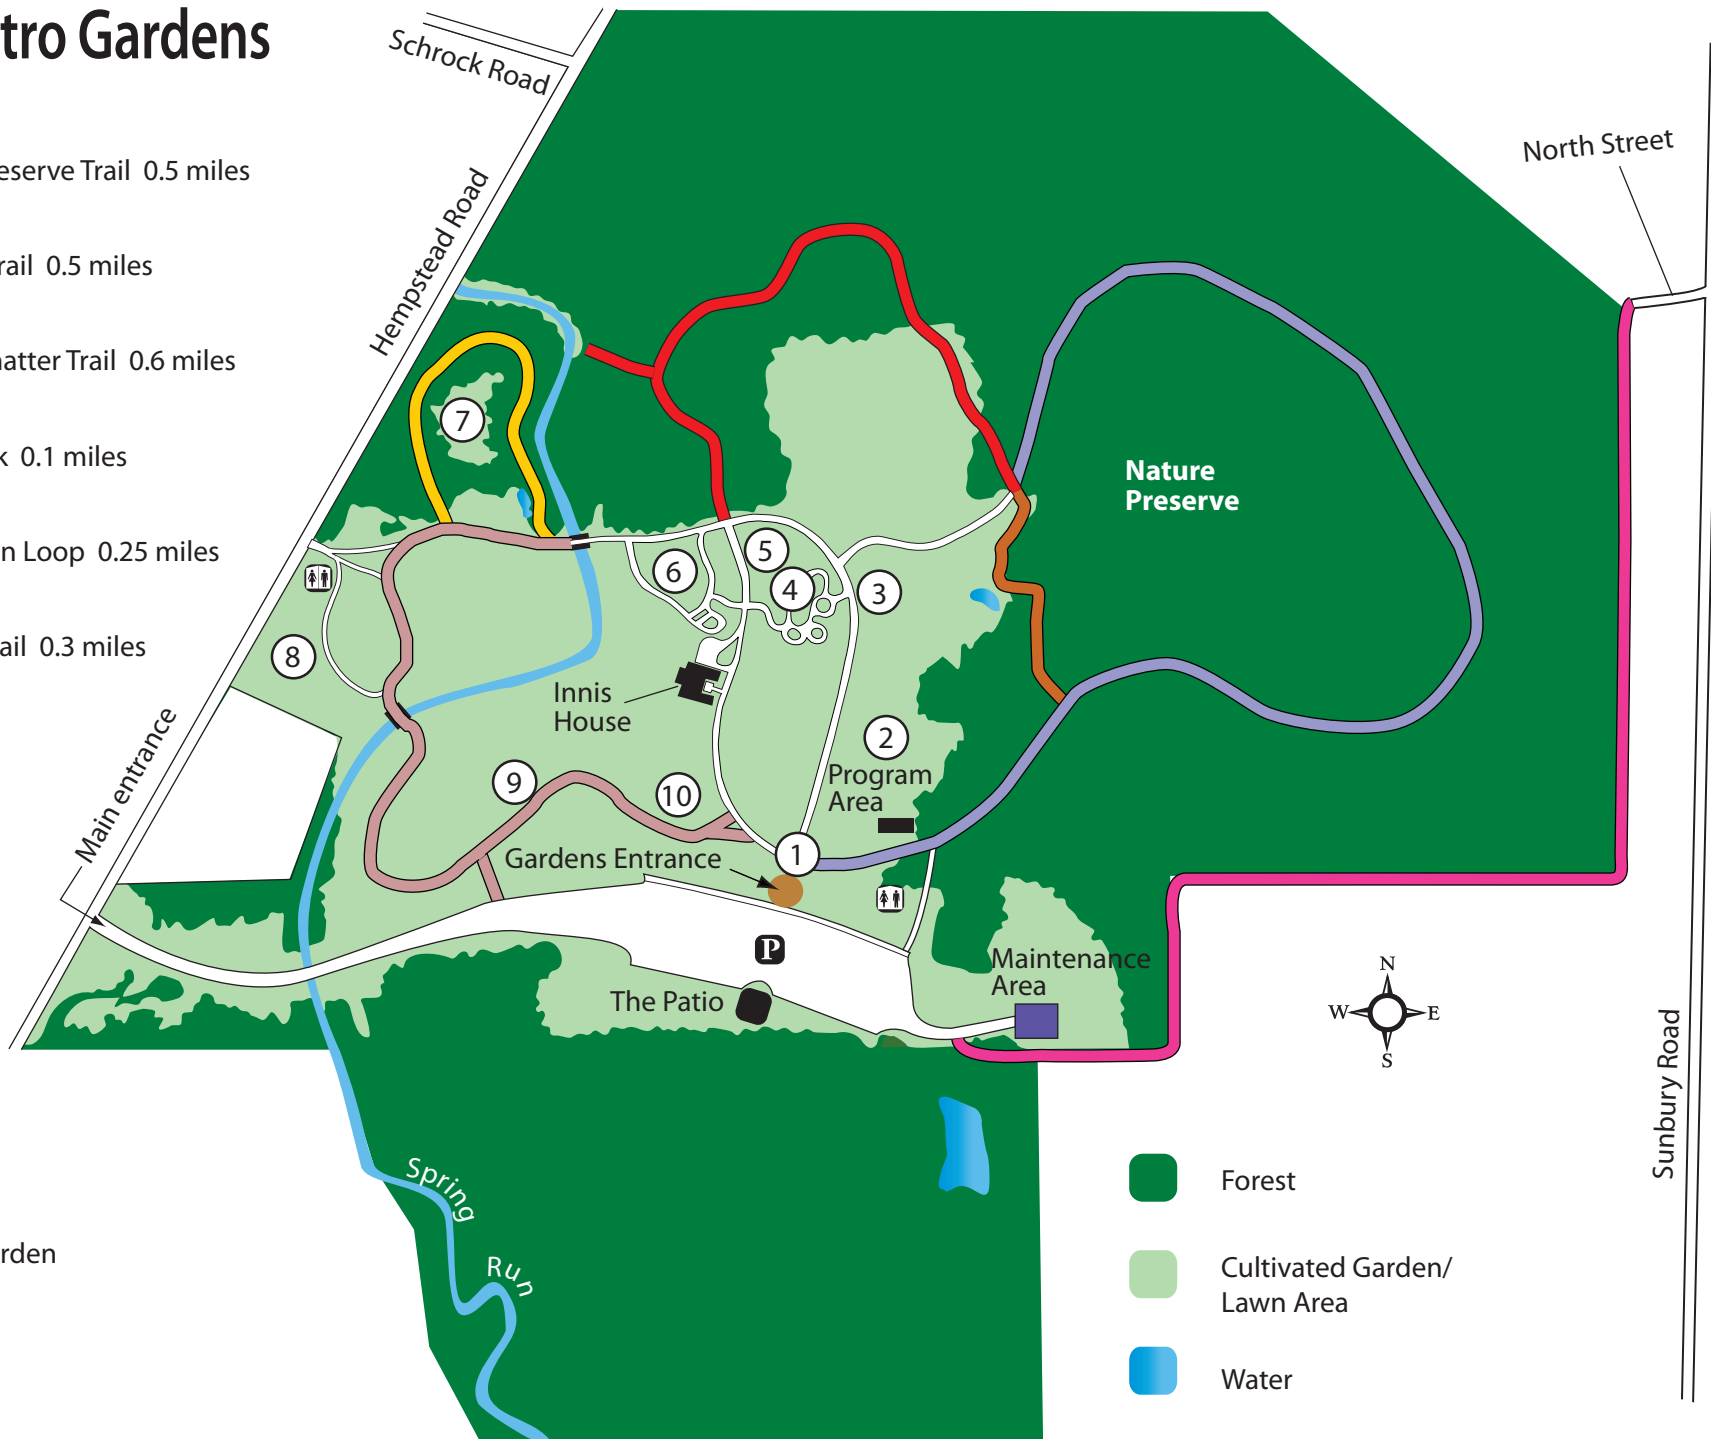 tro Gardens
Schrock Road
North Street
eserve Trail 0.5 miles
Hempstead Road
rail 0.5 miles
atter Trail 0.6 miles
7
Nature
Preserve
k 0.1 miles
5
n Loop 0.25 miles
6
4
3
ail 0.3 miles
8
Innis
House
2
Main entrance
9
10
Program
Area
1
Gardens Entrance
P
Maintenance
Area
The Patio
N
W
E
S
Sunbury Road
Spring
Run
Forest
rden
Cultivated Garden/
Lawn Area
Water